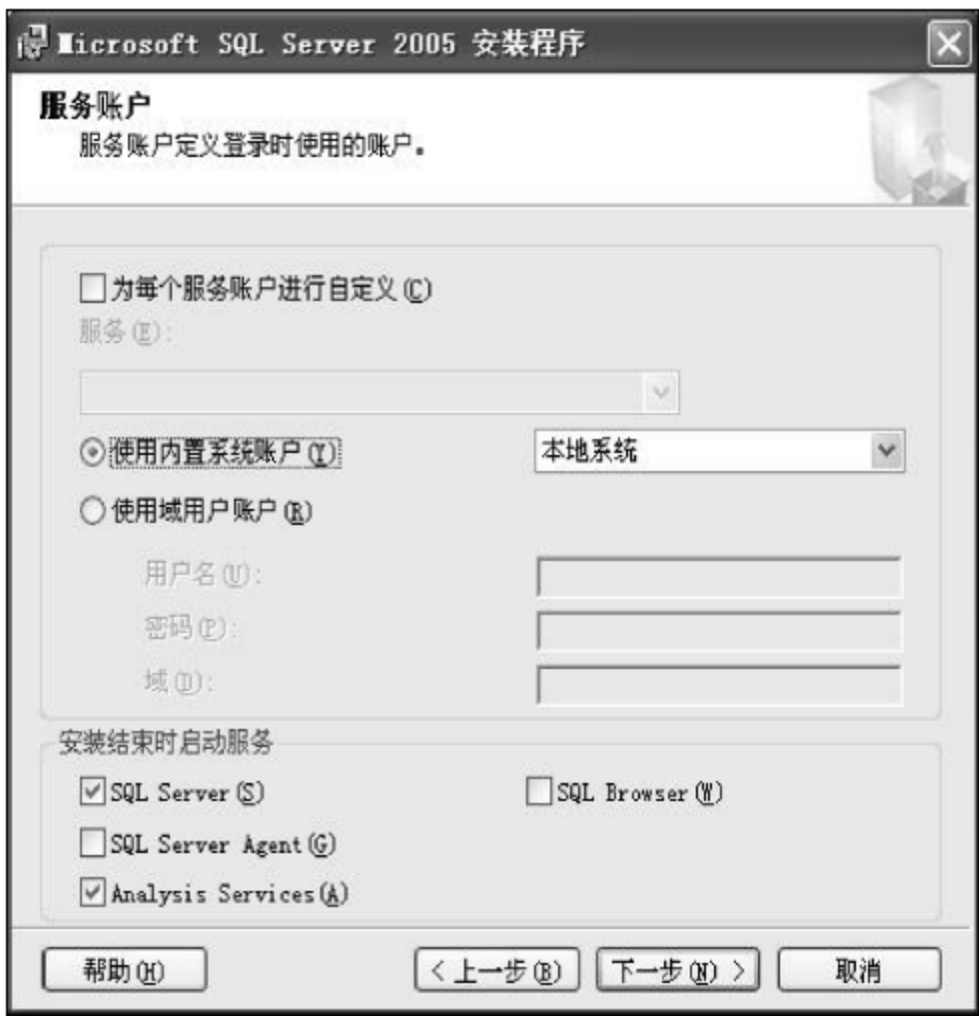 Microsoft SQL Server 2005 安装程序
服务账户
服务账户定义登录时使用的账户。
为每个服务账户进行自定义(C)
服务(E):
使用内置系统账户(Y) 本地系统
使用域用户账户(R)
用户名(U):
密码(P):
域(D):
安装结束时启动服务
SQL Server(S) SQL Browser(W)
SQL Server Agent(G)
Analysis Services(A)
帮助(H) < 上一步(B) 下一步(N) > 取消